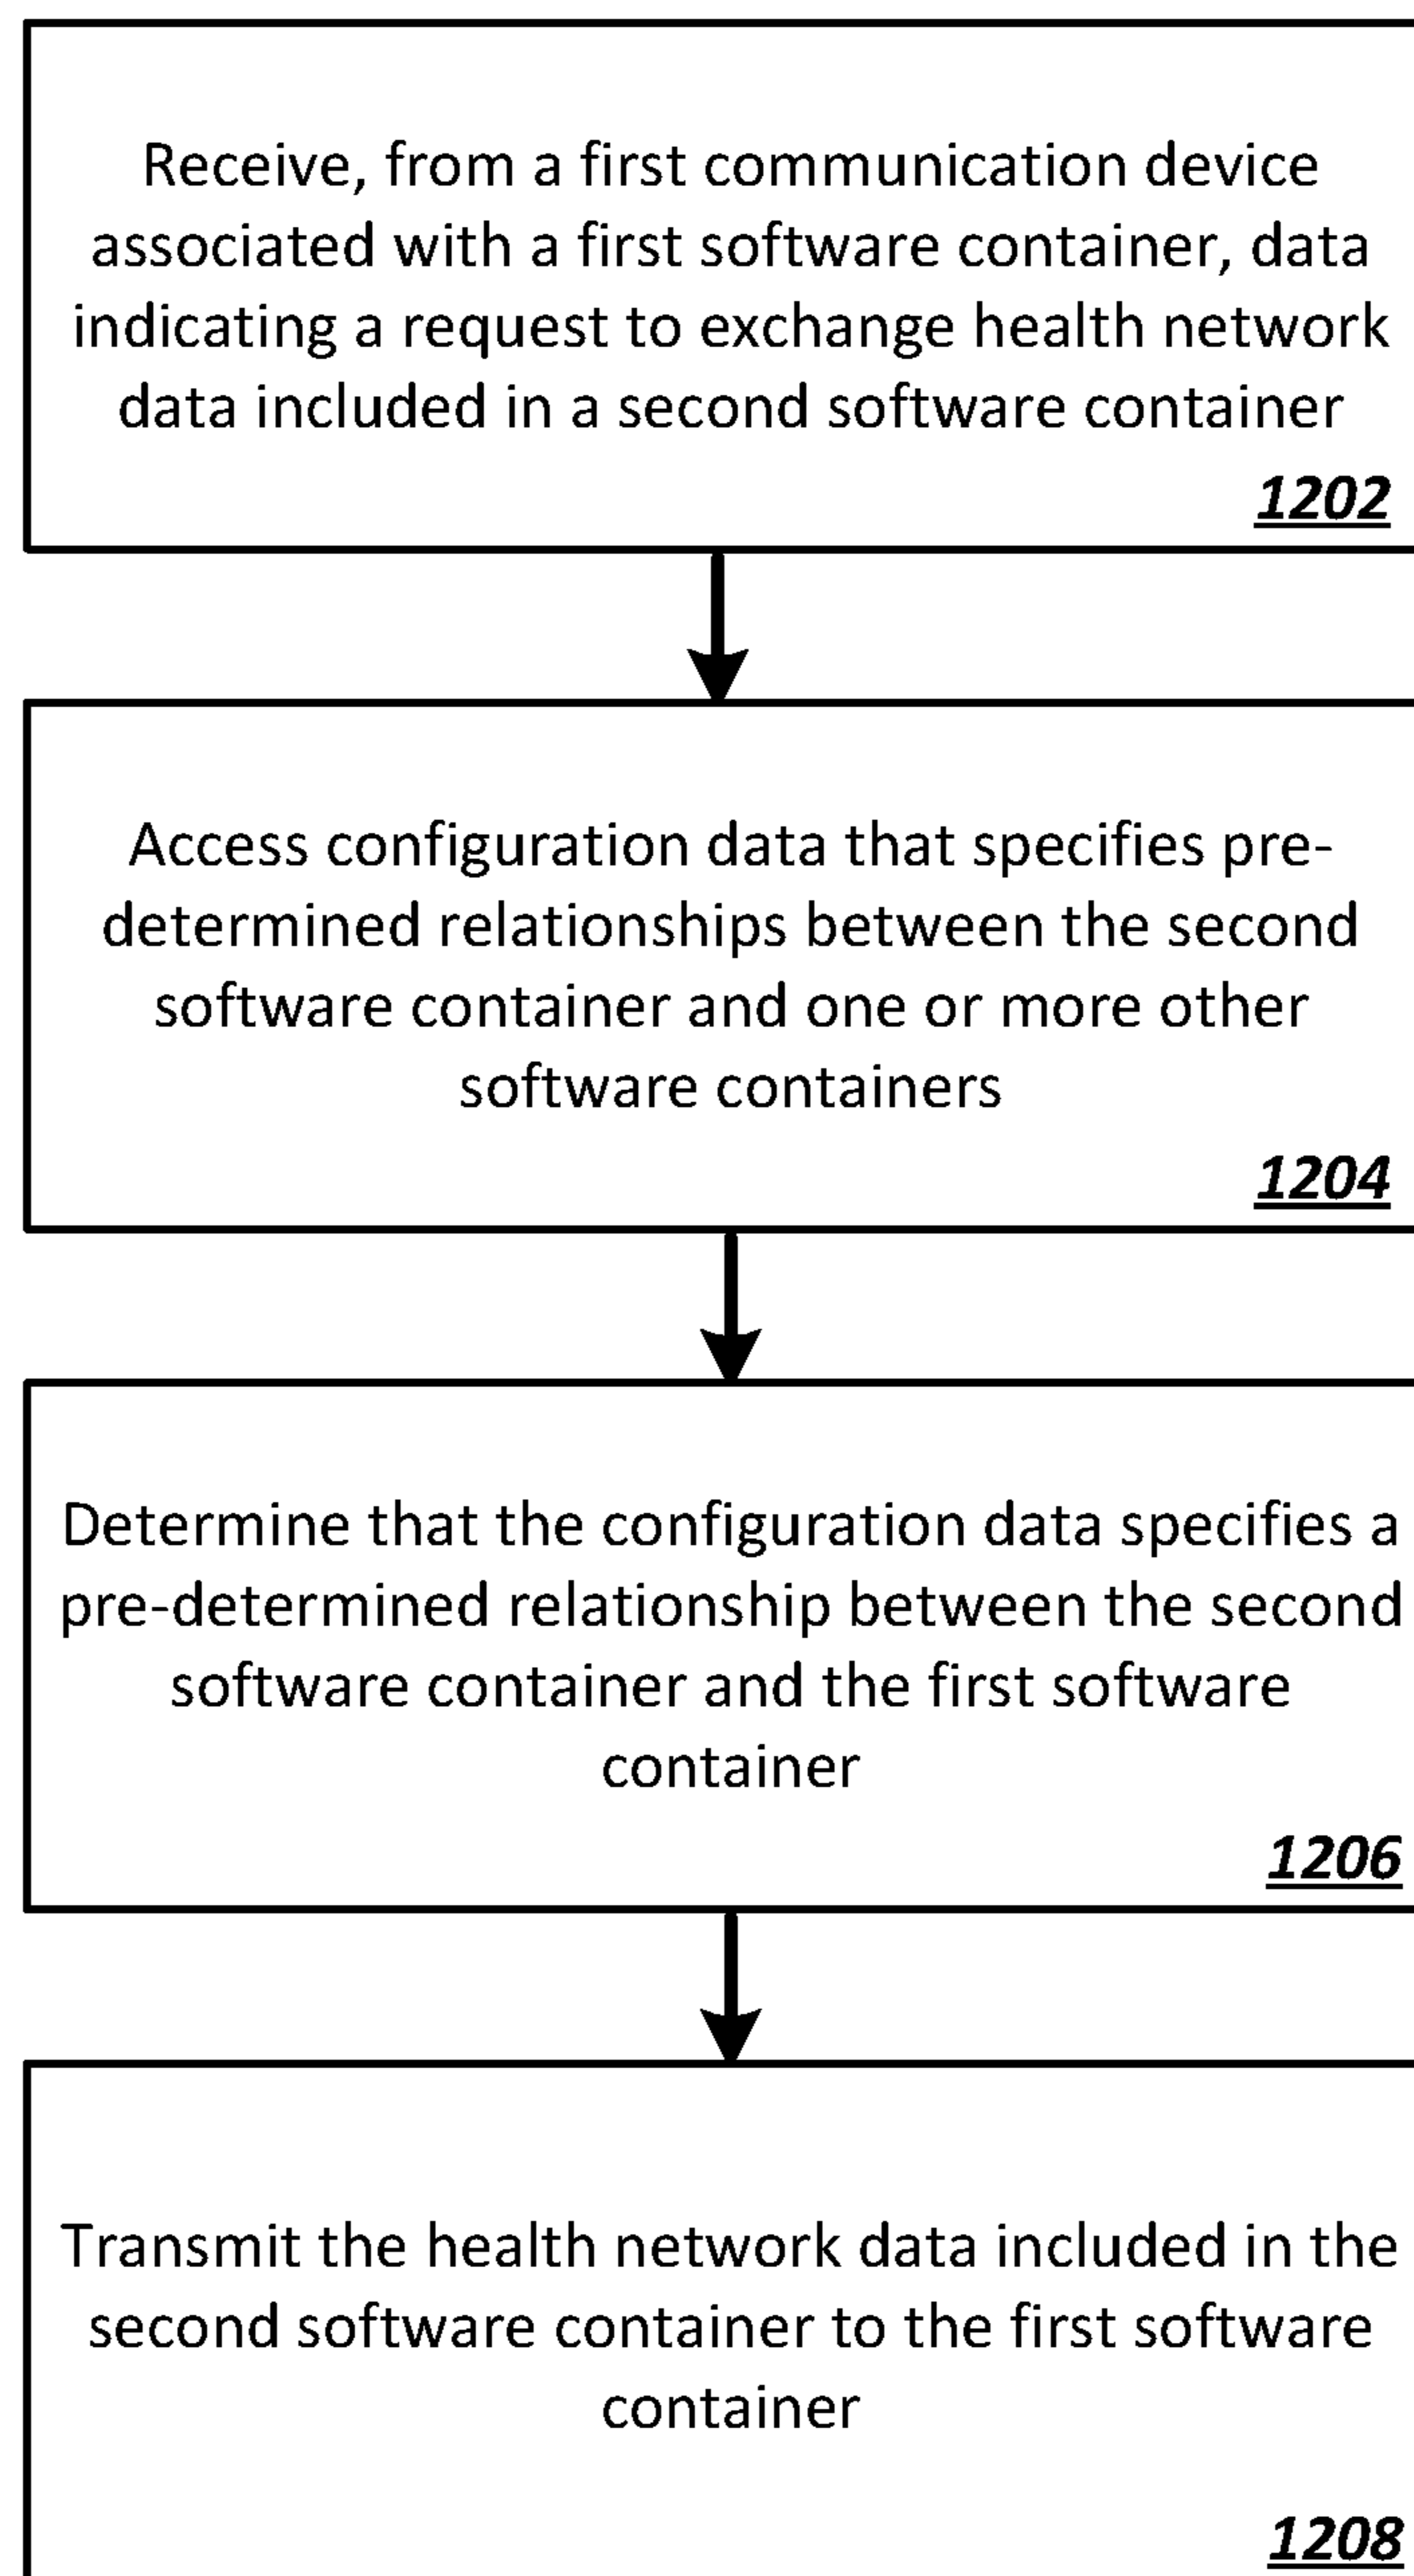 Receive, from a first communication device
associated with a first software container, data
indicating a request to exchange health network
data included in a second software container
1202
Access configuration data that specifies pre-
determined relationships between the second
software container and one or more other
software containers
1204
Determine that the configuration data specifies a
pre-determined relationship between the second
software container and the first software
container
1206
Transmit the health network data included in the
second software container to the first software
container
1208